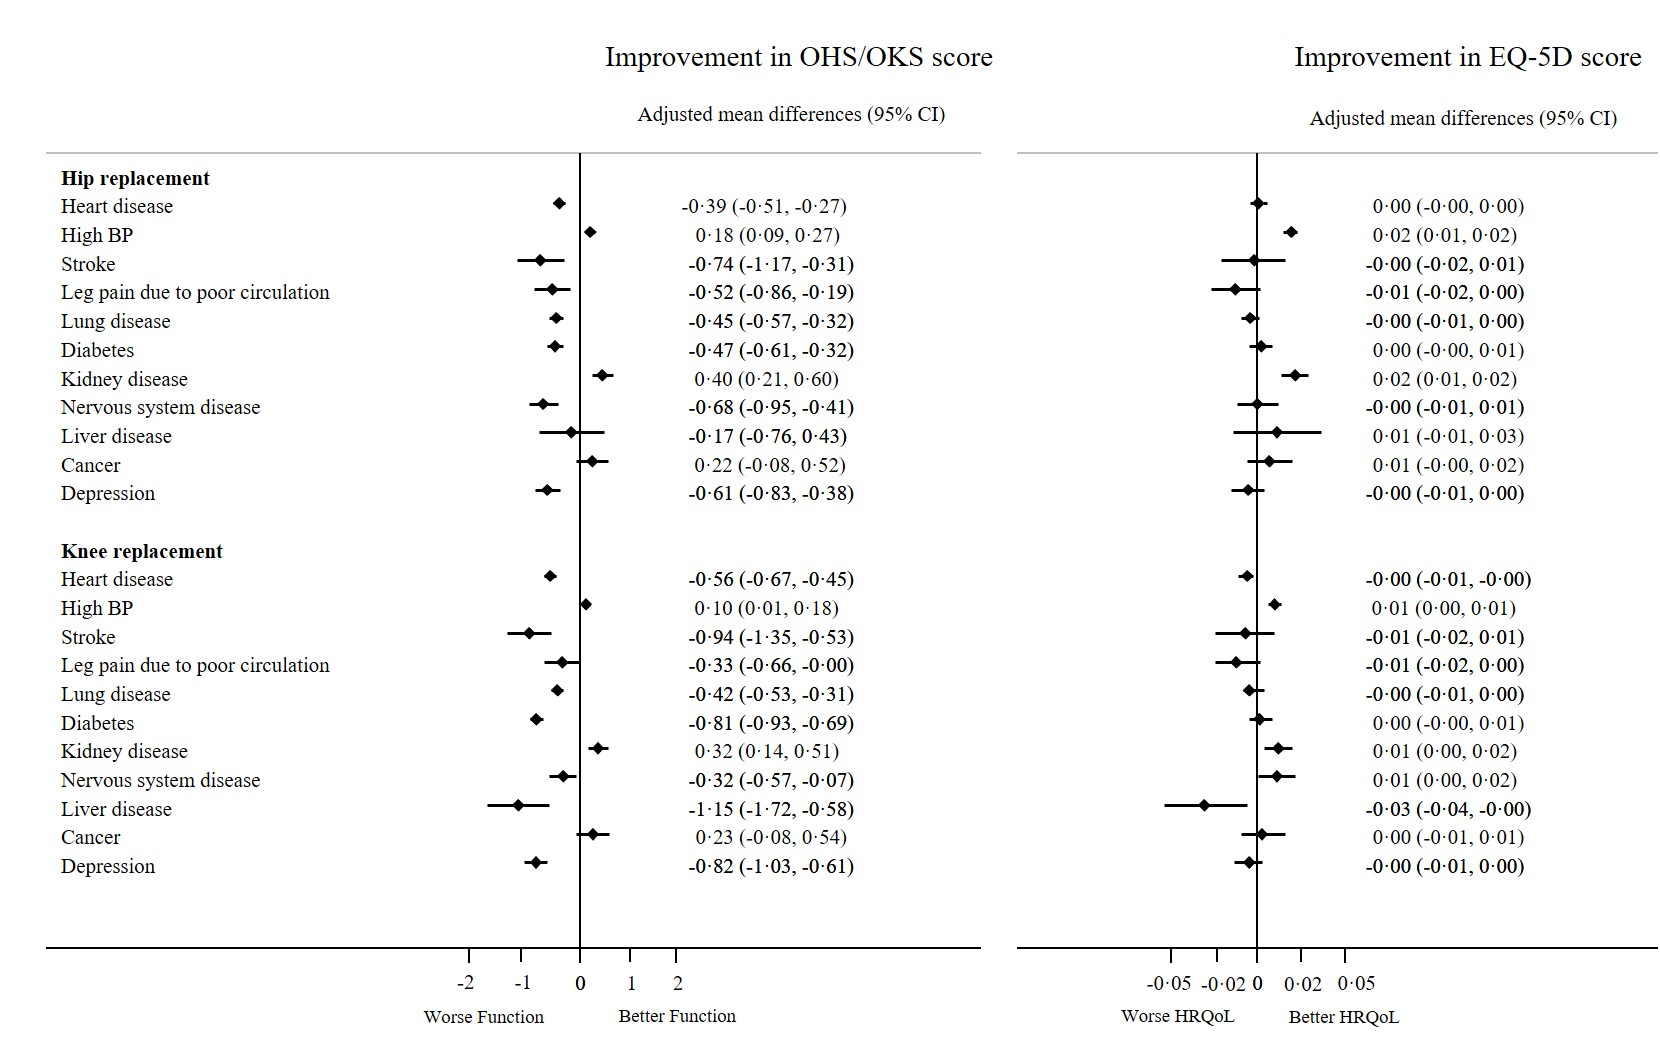 Improvement in OHS/OKS score Improvement in EQ-5D score
Adjusted mean differences (95% CI) Adjusted mean differences (95% CI)
Hip replacement
Heart disease -0·39 (-0·51, -0·27) 0·00 (-0·00, 0·00)
High BP 0·18 (0·09, 0·27) 0·02 (0·01, 0·02)
Stroke -0·74 (-1·17, -0·31) -0·00 (-0·02, 0·01)
Leg pain due to poor circulation -0·52 (-0·86, -0·19) -0·01 (-0·02, 0·00)
Lung disease -0·45 (-0·57, -0·32) -0·00 (-0·01, 0·00)
Diabetes -0·47 (-0·61, -0·32) 0·00 (-0·00, 0·01)
Kidney disease 0·40 (0·21, 0·60) 0·02 (0·01, 0·02)
Nervous system disease -0·68 (-0·95, -0·41) -0·00 (-0·01, 0·01)
Liver disease -0·17 (-0·76, 0·43) 0·01 (-0·01, 0·03)
Cancer 0·22 (-0·08, 0·52) 0·01 (-0·00, 0·02)
Depression -0·61 (-0·83, -0·38) -0·00 (-0·01, 0·00)
Knee replacement
Heart disease -0·56 (-0·67, -0·45) -0·00 (-0·01, -0·00)
High BP 0·10 (0·01, 0·18) 0·01 (0·00, 0·01)
Stroke -0·94 (-1·35, -0·53) -0·01 (-0·02, 0·01)
Leg pain due to poor circulation -0·33 (-0·66, -0·00) -0·01 (-0·02, 0·00)
Lung disease -0·42 (-0·53, -0·31) -0·00 (-0·01, 0·00)
Diabetes -0·81 (-0·93, -0·69) 0·00 (-0·00, 0·01)
Kidney disease 0·32 (0·14, 0·51) 0·01 (0·00, 0·02)
Nervous system disease -0·32 (-0·57, -0·07) 0·01 (0·00, 0·02)
Liver disease -1·15 (-1·72, -0·58) -0·03 (-0·04, -0·00)
Cancer 0·23 (-0·08, 0·54) 0·00 (-0·01, 0·01)
Depression -0·82 (-1·03, -0·61) -0·00 (-0·01, 0·00)
-2 -1 0 1 2 -0·05 -0·02 0 0·02 0·05
Worse Function Better Function Worse HRQoL Better HRQoL